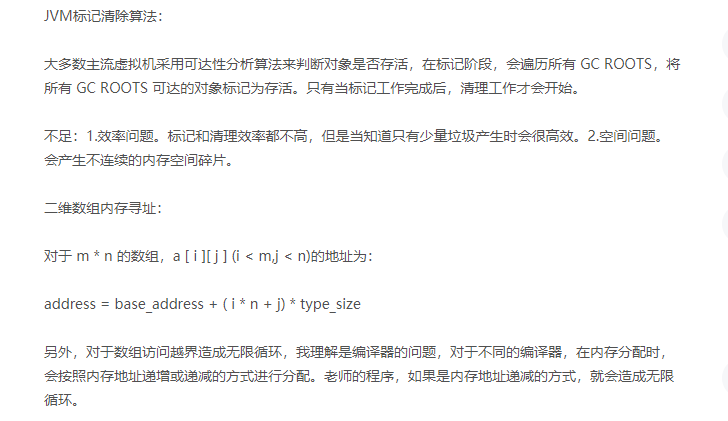 JVM标记清除算法：
大多数主流虚拟机采用可达性分析算法来判断对象是否存活，在标记阶段，会遍历所有 GC ROOTS，将
所有 GC ROOTS 可达的对象标记为存活。只有当标记工作完成后，清理工作才会开始。
不足：1.效率问题。标记和清理效率都不高，但是当知道只有少量垃圾产生时会很高效。2.空间问题。
会产生不连续的内存空间碎片。
二维数组内存寻址：
对于 m * n 的数组，a [ i ][ j ] (i < m,j < n)的地址为：
address = base_address + ( i * n + j) * type_size
另外，对于数组访问越界造成无限循环，我理解是编译器的问题，对于不同的编译器，在内存分配时，
会按照内存地址递增或递减的方式进行分配。老师的程序，如果是内存地址递减的方式，就会造成无限
循环。